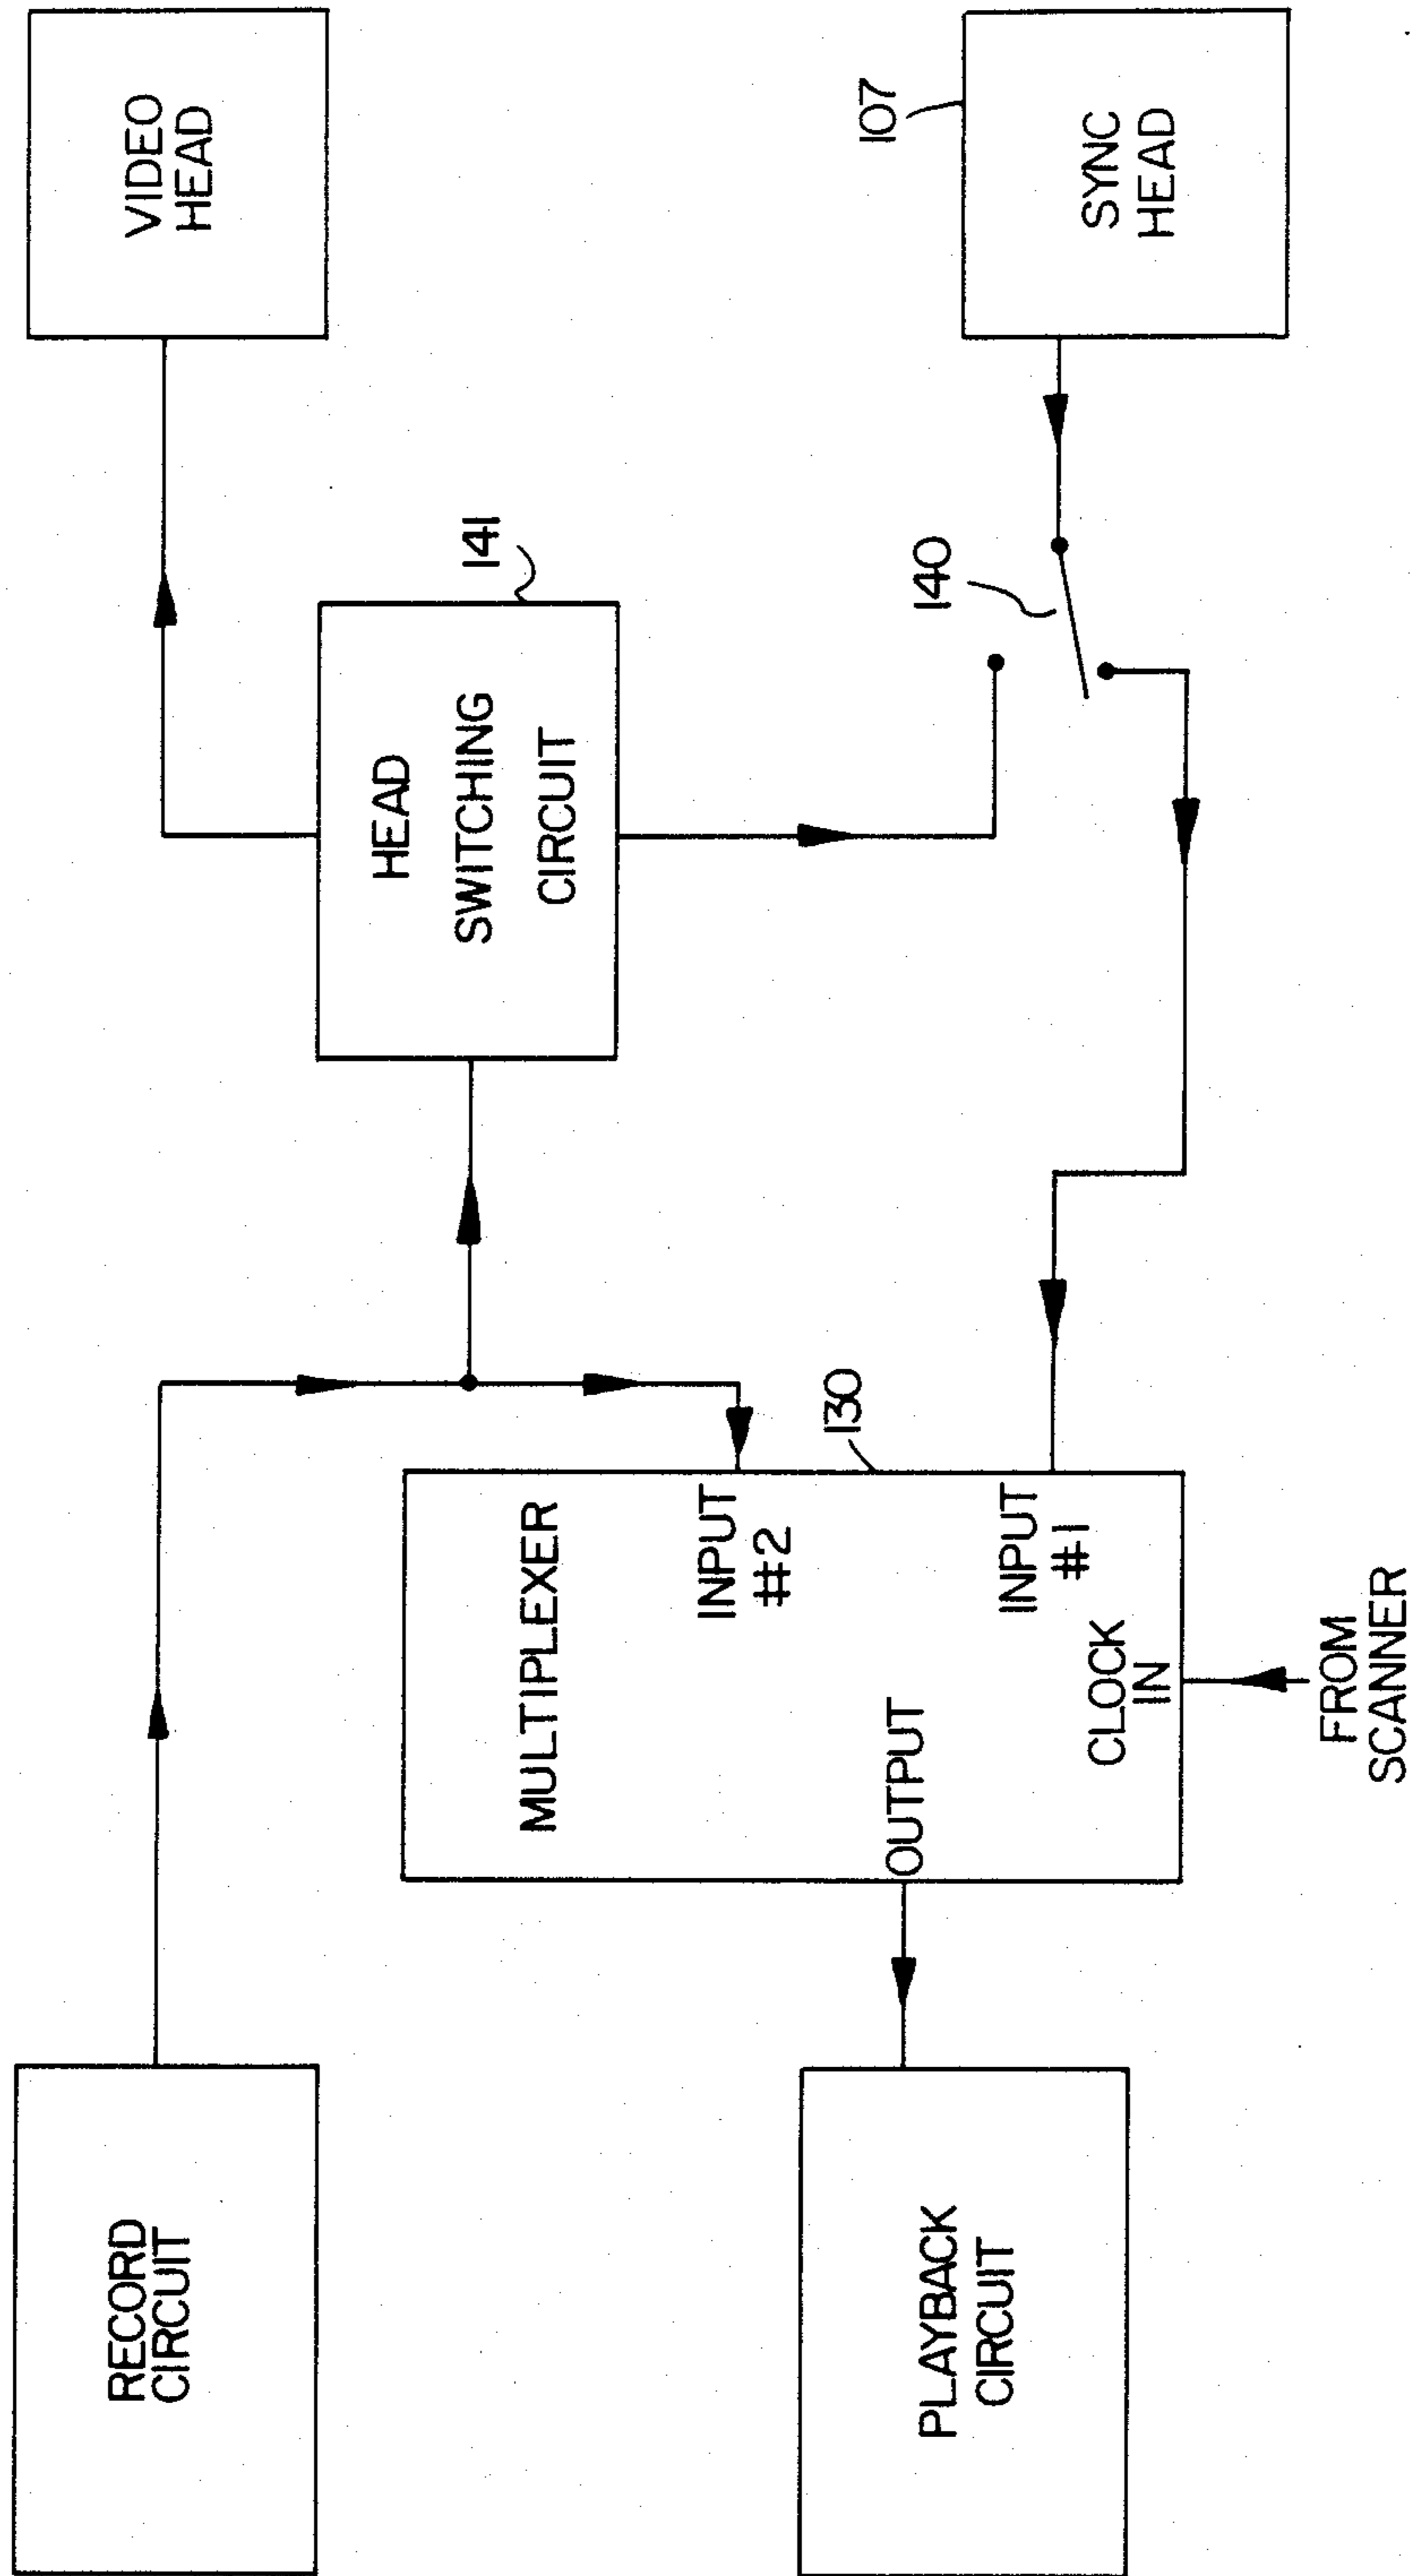 RECORD
CIRCUIT
VIDEO
HEAD
141
HEAD
SWITCHING
CIRCUIT
MULTIPLEXER
INPUT
#2
130
INPUT
#1
OUTPUT
CLOCK
IN
FROM
SCANNER
PLAYBACK
CIRCUIT
140
107
SYNC
HEAD